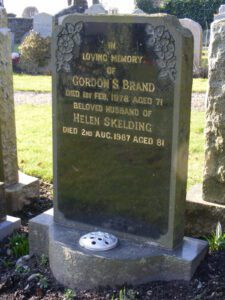 IN
LOVING MEMORY
OF
GORDON S. BRAND
DIED 1ST FEB. 1978 AGED 71
BELOVED HUSBAND OF
HELEN SKELDING
DIED 2ND AUG. 1987 AGED 81